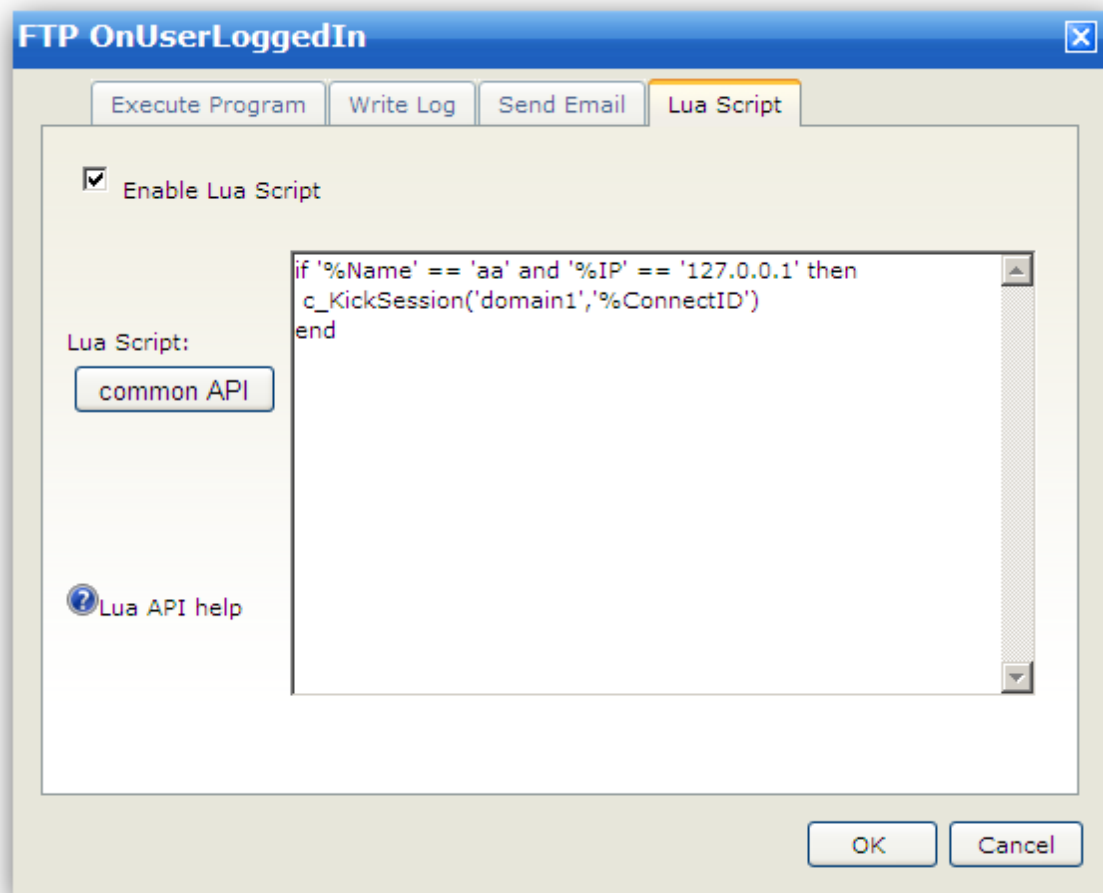 FTP OnUserLoggedIn
Execute Program Write Log Send Email Lua Script
Enable Lua Script
if '%Name' == 'aa' and '%IP' == '127.0.0.1' then
c_KickSession('domain1','%ConnectID')
end
Lua Script:
common API
Lua API help
OK Cancel